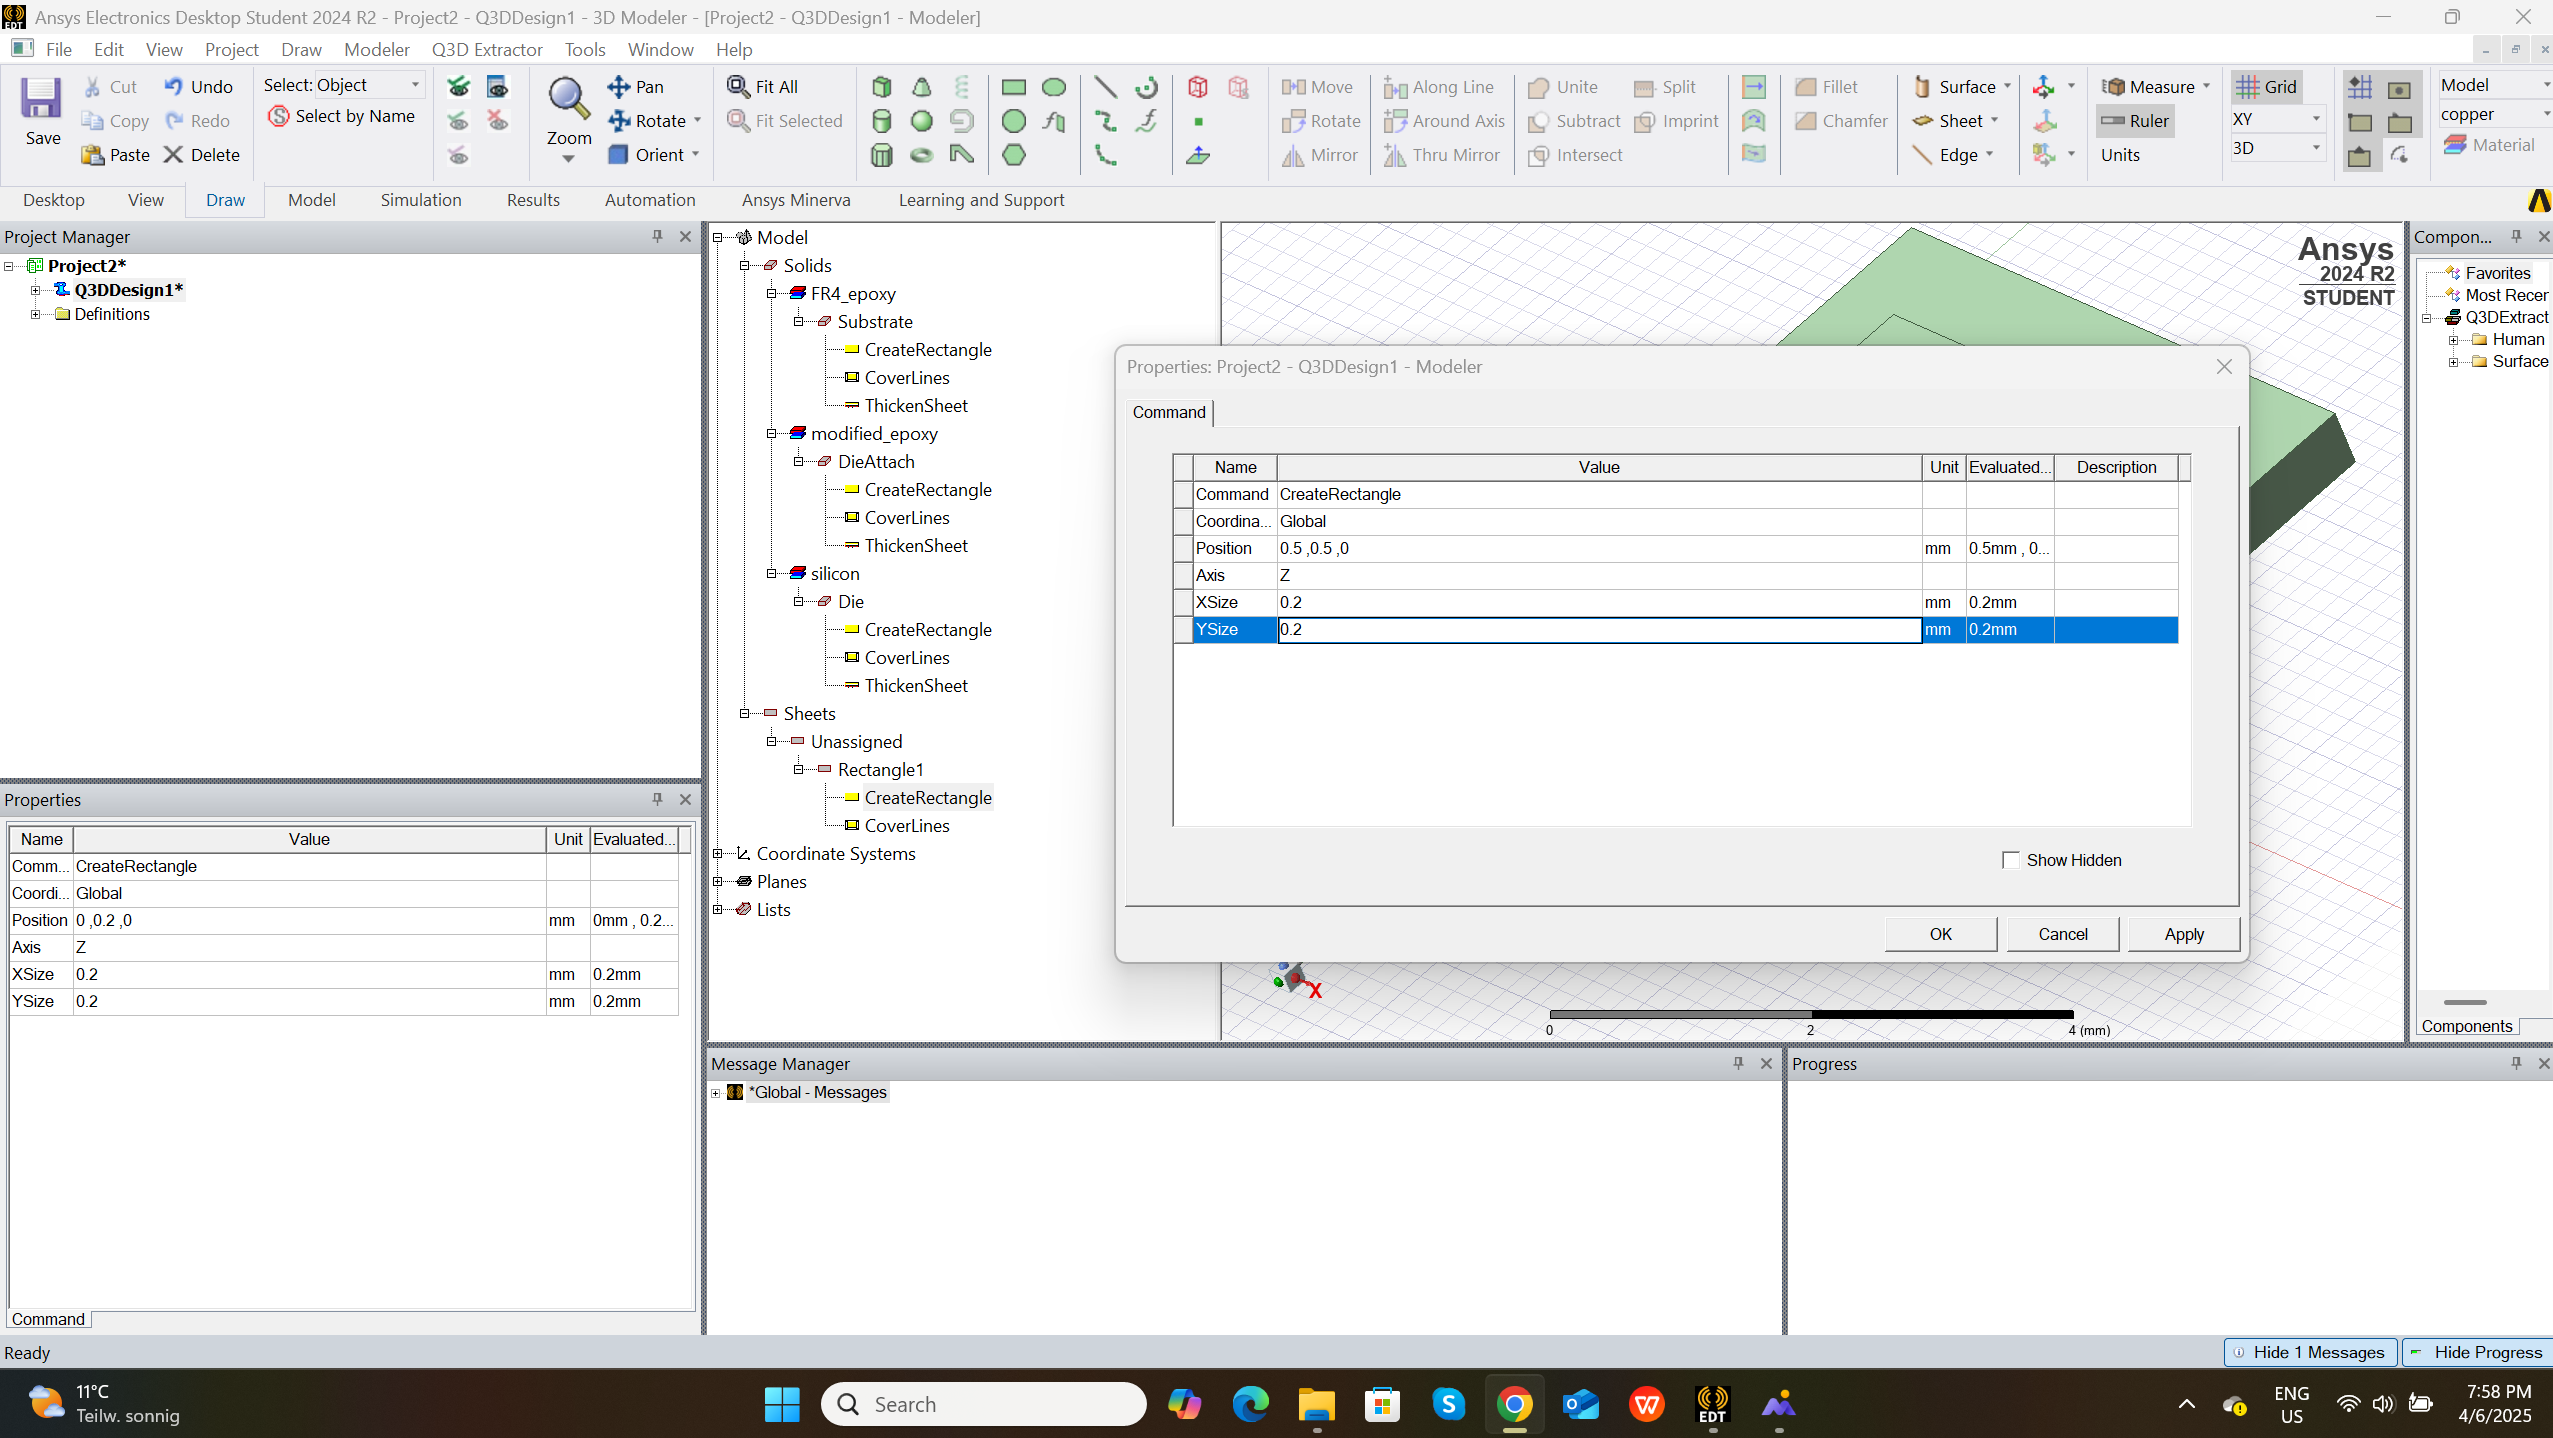 Ansys Electronics Desktop Student 2024 R2 - Project2 - Q3DDesign1 - 3D Modeler - [Project2 - Q3DDesign1 - Modeler]
File Edit View Project Draw Modeler Q3D Extractor Tools Window Help
Save
Cut
Copy
Paste
Undo
Redo
Delete
Select: Object
Select by Name
Zoom
Pan
Rotate
Orient
Fit All
Fit Selected
Move
Rotate
Mirror
Along Line
Around Axis
Thru Mirror
Unite
Subtract
Intersect
Split
Imprint
Fillet
Chamfer
Surface
Sheet
Edge
Measure
Ruler
Units
Grid
XY
3D
Model
copper
Material
Desktop View Draw Model Simulation Results Automation Ansys Minerva Learning and Support
Project Manager
Project2*
Q3DDesign1*
Definitions
Properties
Name Value Unit Evaluated...
Comm... CreateRectangle
Coordi... Global
Position 0 ,0.2 ,0 mm 0mm , 0.2...
Axis Z
XSize 0.2 mm 0.2mm
YSize 0.2 mm 0.2mm
Command
Model
Solids
FR4_epoxy
Substrate
CreateRectangle
CoverLines
ThickenSheet
modified_epoxy
DieAttach
CreateRectangle
CoverLines
ThickenSheet
silicon
Die
CreateRectangle
CoverLines
ThickenSheet
Sheets
Unassigned
Rectangle1
CreateRectangle
CoverLines
Coordinate Systems
Planes
Lists
Ansys
2024 R2
STUDENT
Properties: Project2 - Q3DDesign1 - Modeler
Command
Name Value Unit Evaluated... Description
Command CreateRectangle
Coordina... Global
Position 0.5 ,0.5 ,0 mm 0.5mm , 0...
Axis Z
XSize 0.2 mm 0.2mm
YSize 0.2 mm 0.2mm
Show Hidden
OK Cancel Apply
X
0 2 4 (mm)
Compon...
Favorites
Most Recer
Q3DExtract
Human
Surface
Components
Message Manager
*Global - Messages
Progress
Ready
Hide 1 Messages Hide Progress
11°C
Teilw. sonnig
Search
EDT
ENG
US
7:58 PM
4/6/2025